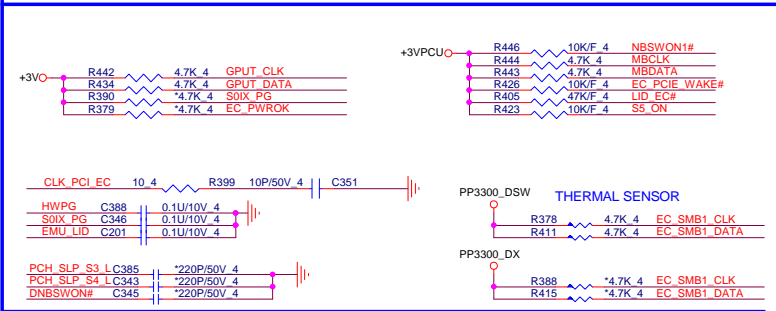 +3V
R442 4.7K_4 GPUT_CLK
R434 4.7K_4 GPUT_DATA
R390 *4.7K_4 S0IX_PG
R379 *4.7K_4 EC_PWROK
+3VPCU
R446 10K/F_4 NBSWON1#
R444 4.7K_4 MBCLK
R443 4.7K_4 MBDATA
R426 10K/F_4 EC_PCIE_WAKE#
R405 47K/F_4 LID_EC#
R423 10K/F_4 S5_ON
CLK_PCI_EC 10_4 R399 10P/50V_4 C351
HWPG C388 0.1U/10V_4
S0IX_PG C346 0.1U/10V_4
EMU_LID C201 0.1U/10V_4
PCH_SLP_S3_L C385 *220P/50V_4
PCH_SLP_S4_L C343 *220P/50V_4
DNBSWON# C345 *220P/50V_4
PP3300_DSW
THERMAL SENSOR
R378 4.7K_4 EC_SMB1_CLK
R411 4.7K_4 EC_SMB1_DATA
PP3300_DX
R388 *4.7K_4 EC_SMB1_CLK
R415 *4.7K_4 EC_SMB1_DATA